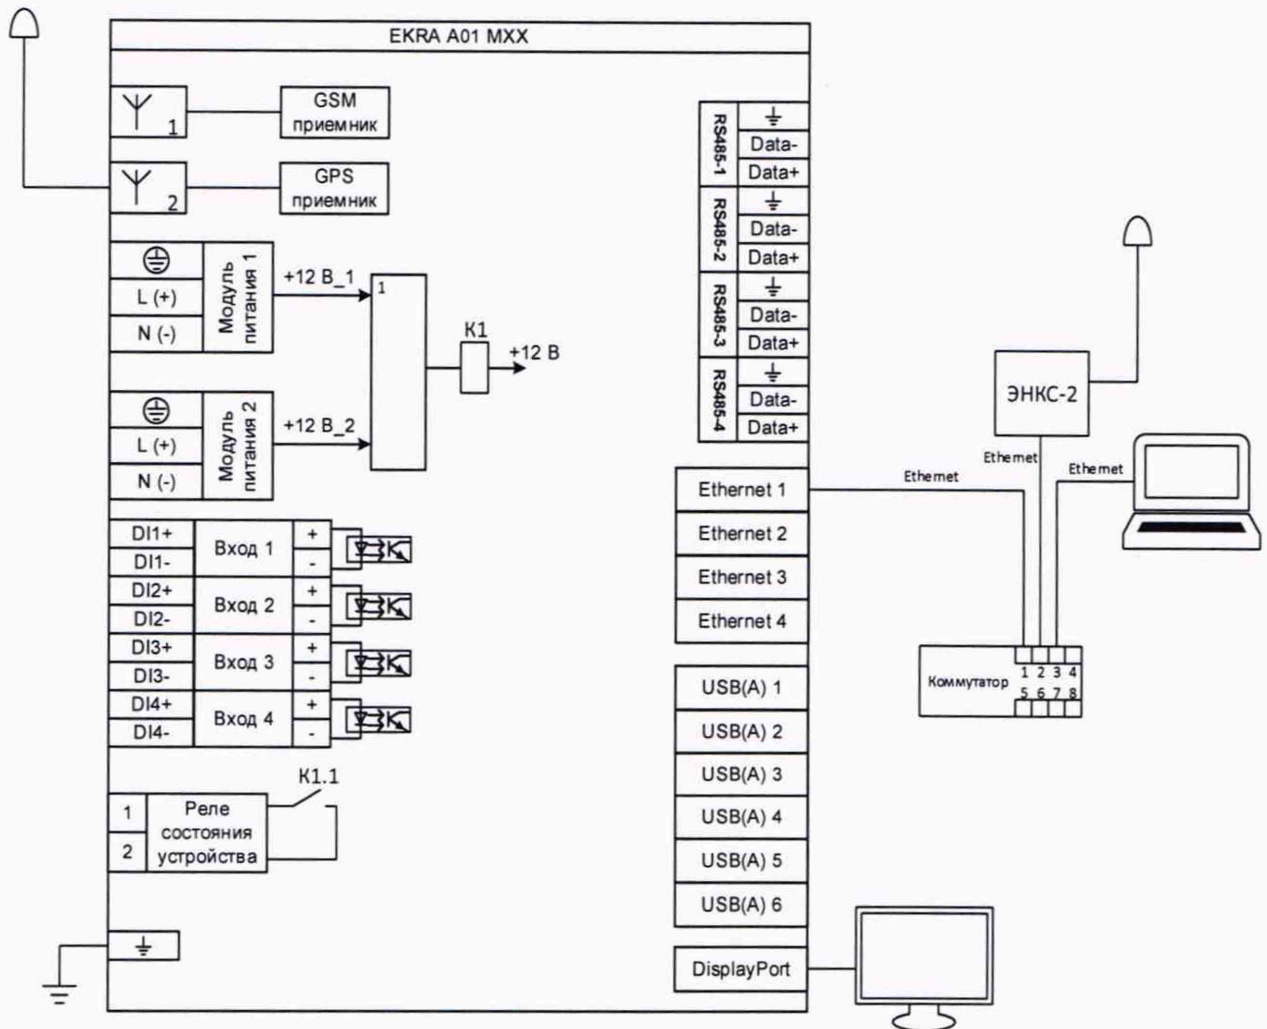 EKRA A01 MXX
1
GSM
приемник
2
GPS
приемник
L (+)
N (-)
Модуль
питания 1
+12 В_1
1
К1
+12 В
L (+)
N (-)
Модуль
питания 2
+12 В_2
DI1+
DI1-
Вход 1
+
-
DI2+
DI2-
Вход 2
+
-
DI3+
DI3-
Вход 3
+
-
DI4+
DI4-
Вход 4
+
-
К1.1
1
2
Реле
состояния
устройства
RS485-1
Data-
Data+
RS485-2
Data-
Data+
RS485-3
Data-
Data+
RS485-4
Data-
Data+
Ethernet 1
Ethernet 2
Ethernet 3
Ethernet 4
USB(A) 1
USB(A) 2
USB(A) 3
USB(A) 4
USB(A) 5
USB(A) 6
DisplayPort
ЭНКС-2
Ethernet
Ethernet
Ethernet
Коммутатор
1 2 3 4
5 6 7 8